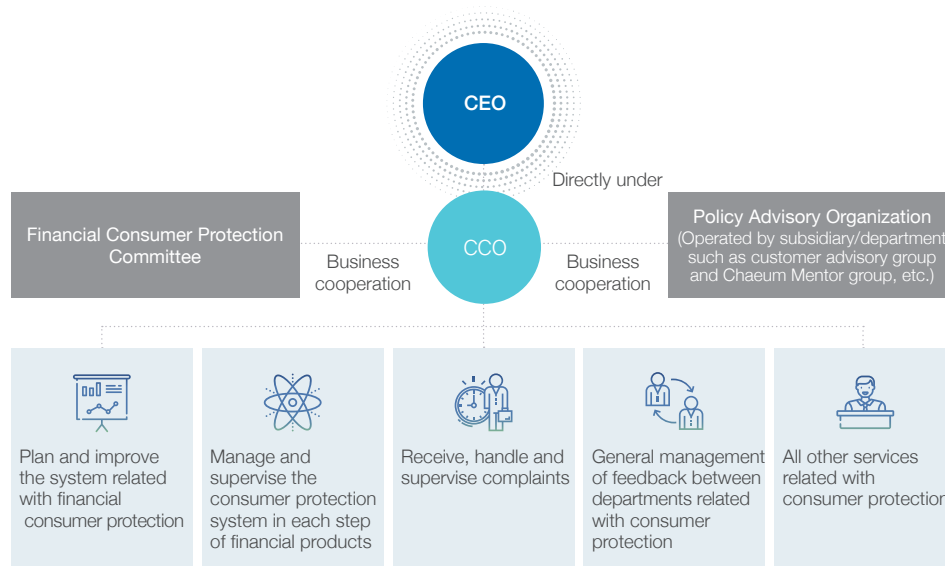 CEO
Directly under
Financial Consumer Protection
Committee
Business
cooperation
CCO
Business
cooperation
Policy Advisory Organization
(Operated by subsidiary/department
such as customer advisory group
and Chaeum Mentor group, etc.)
Plan and improve
the system related
with financial
consumer protection
Manage and
supervise the
consumer protection
system in each step
of financial products
Receive, handle and
supervise complaints
General management
of feedback between
departments related
with consumer
protection
All other services
related with
consumer protection